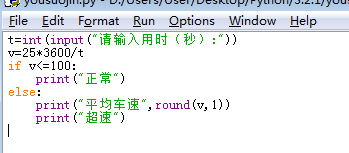 yousuojin.py - D:/Users/User/Desktop/Python/3.2.1/yous
File Edit Format Run Options Window Help
t=int(input("请输入用时（秒）:"))
v=25*3600/t
if v<=100:
    print("正常")
else:
    print("平均车速",round(v,1))
    print("超速")